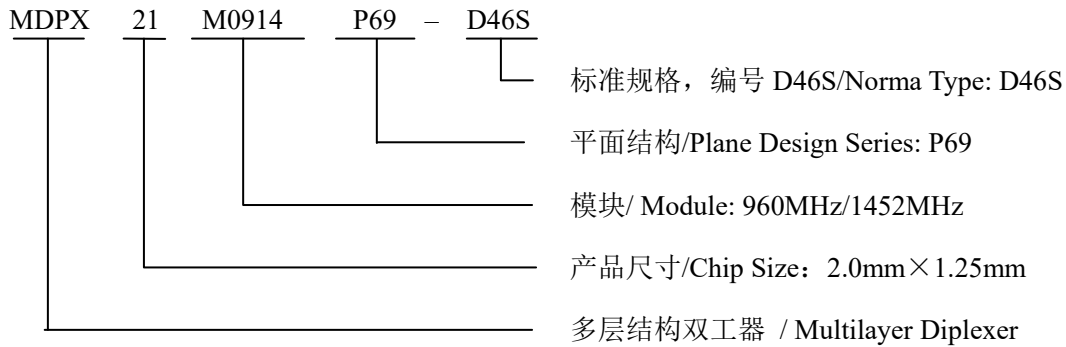 MDPX 21 M0914 P69 – D46S
标准规格，编号 D46S/Norma Type: D46S
平面结构/Plane Design Series: P69
模块/ Module: 960MHz/1452MHz
产品尺寸/Chip Size：2.0mm×1.25mm
多层结构双工器 / Multilayer Diplexer